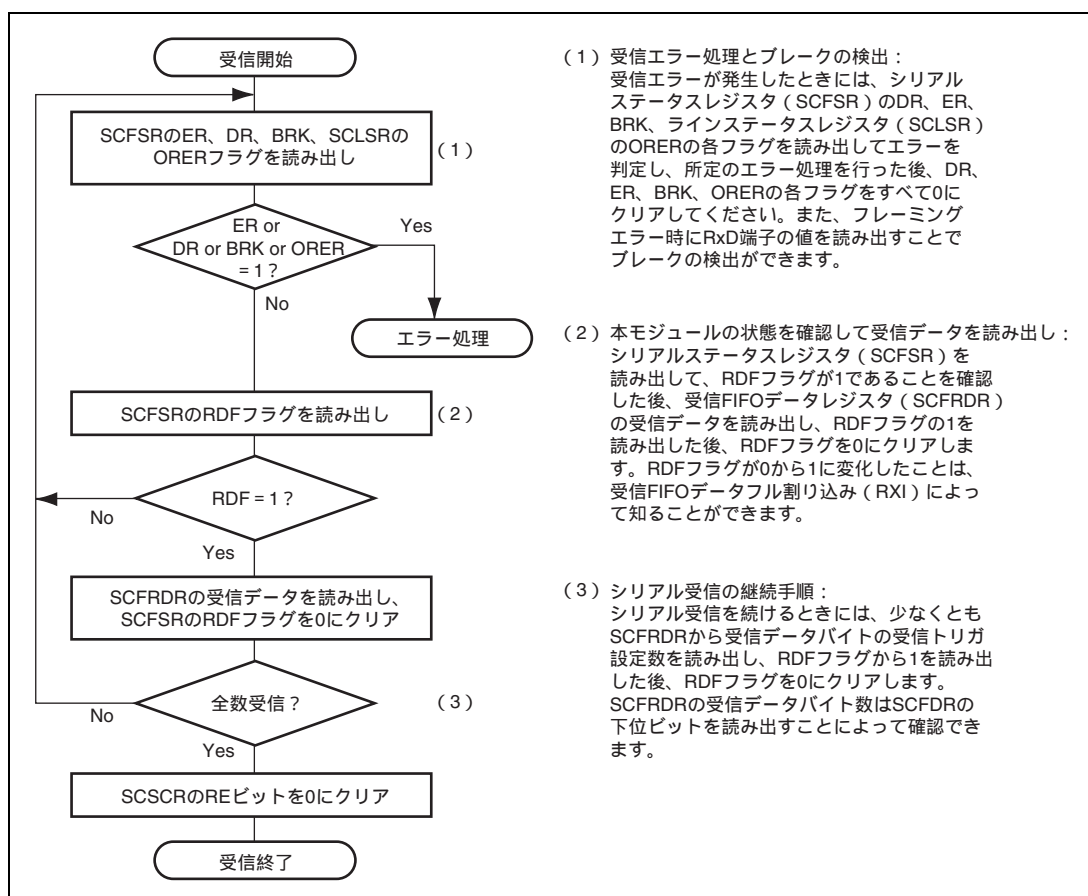 受信開始
SCFSRのER、DR、BRK、SCLSRの
ORERフラグを読み出し
(1)
ER or
DR or BRK or ORER
= 1?
Yes
No
エラー処理
SCFSRのRDFフラグを読み出し
(2)
RDF = 1?
No
Yes
SCFRDRの受信データを読み出し、
SCFSRのRDFフラグを0にクリア
全数受信?
(3)
No
Yes
SCSCRのREビットを0にクリア
受信終了
(1)受信エラー処理とブレークの検出:
受信エラーが発生したときには、シリアル
ステータスレジスタ(SCFSR)のDR、ER、
BRK、ラインステータスレジスタ(SCLSR)
のORERの各フラグを読み出してエラーを
判定し、所定のエラー処理を行った後、DR、
ER、BRK、ORERの各フラグをすべて0に
クリアしてください。また、フレーミング
エラー時にRxD端子の値を読み出すことで
ブレークの検出ができます。
(2)本モジュールの状態を確認して受信データを読み出し:
シリアルステータスレジスタ(SCFSR)を
読み出して、RDFフラグが1であることを確認
した後、受信FIFOデータレジスタ(SCFRDR)
の受信データを読み出し、RDFフラグの1を
読み出した後、RDFフラグを0にクリアしま
す。RDFフラグが0から1に変化したことは、
受信FIFOデータフル割り込み(RXI)によっ
て知ることができます。
(3)シリアル受信の継続手順:
シリアル受信を続けるときには、少なくとも
SCFRDRから受信データバイトの受信トリガ
設定数を読み出し、RDFフラグから1を読み出
した後、RDFフラグを0にクリアします。
SCFRDRの受信データバイト数はSCFDRの
下位ビットを読み出すことによって確認でき
ます。